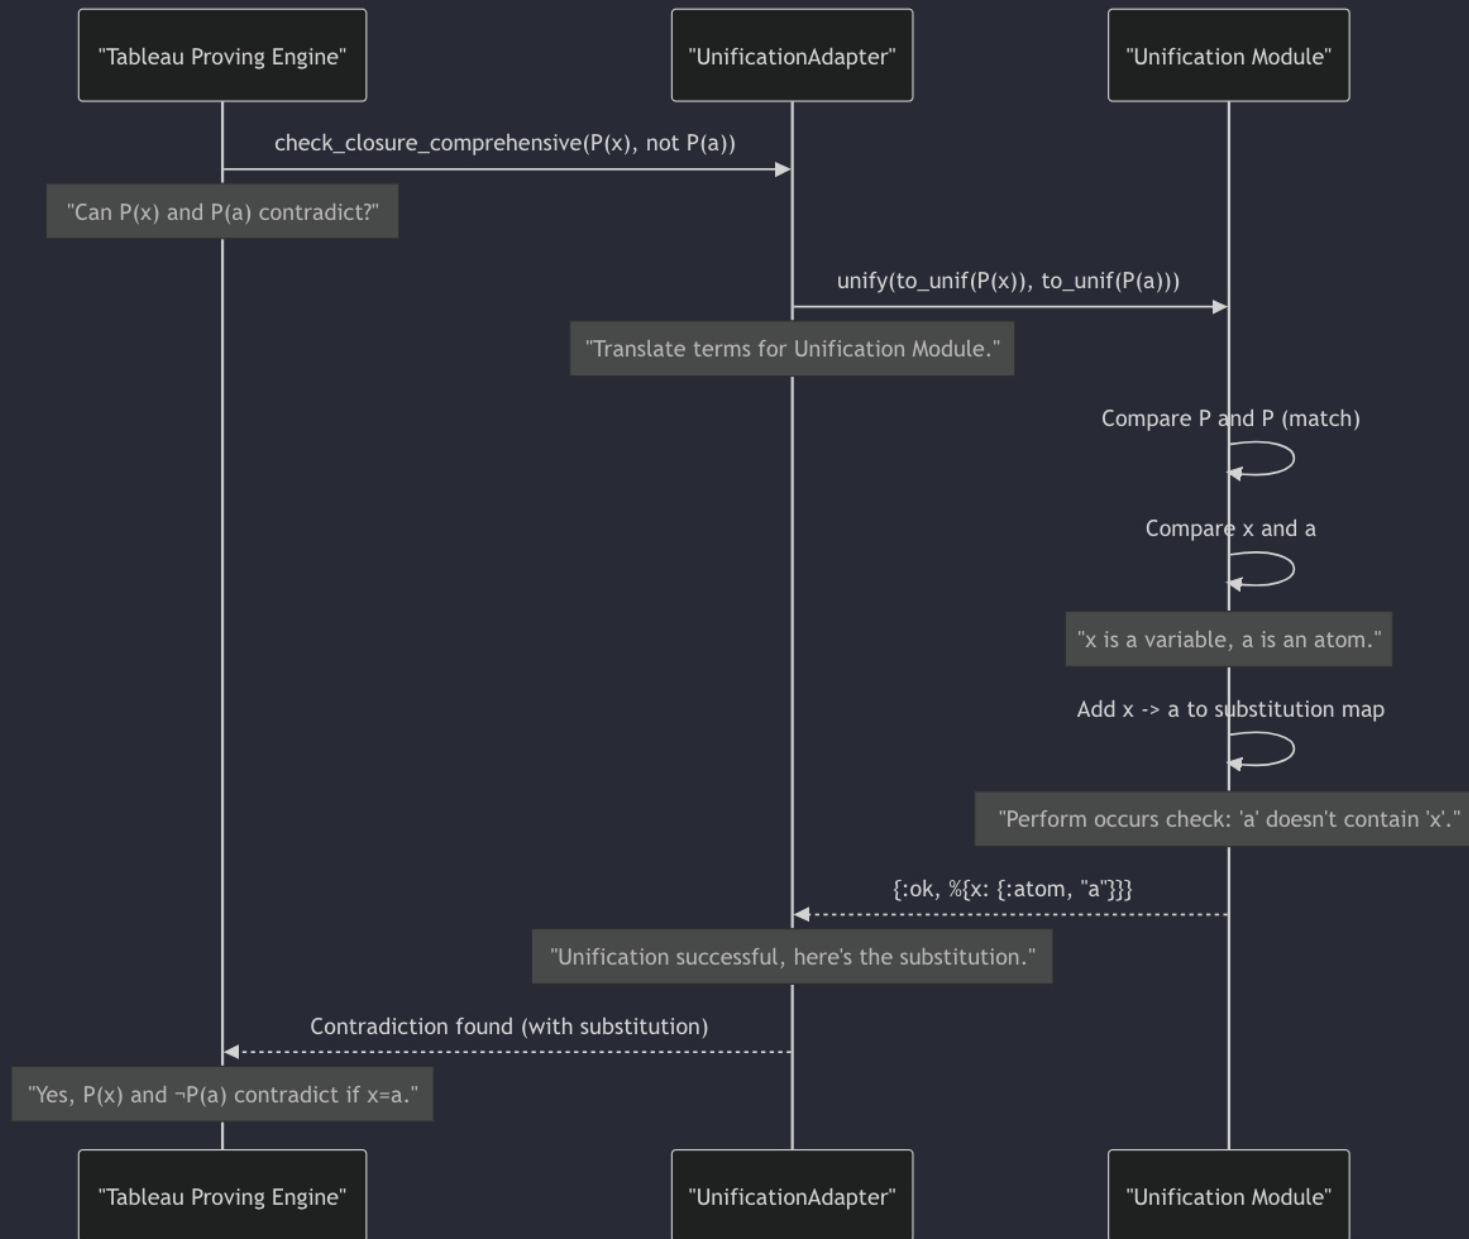 "Tableau Proving Engine"
"UnificationAdapter"
"Unification Module"
check_closure_comprehensive(P(x), not P(a))
"Can P(x) and P(a) contradict?"
unify(to_unif(P(x)), to_unif(P(a)))
"Translate terms for Unification Module."
Compare P and P (match)
Compare x and a
"x is a variable, a is an atom."
Add x -> a to substitution map
"Perform occurs check: 'a' doesn't contain 'x'."
{:ok, %{x: {:atom, "a"}}}
"Unification successful, here's the substitution."
Contradiction found (with substitution)
"Yes, P(x) and ¬P(a) contradict if x=a."
"Tableau Proving Engine"
"UnificationAdapter"
"Unification Module"